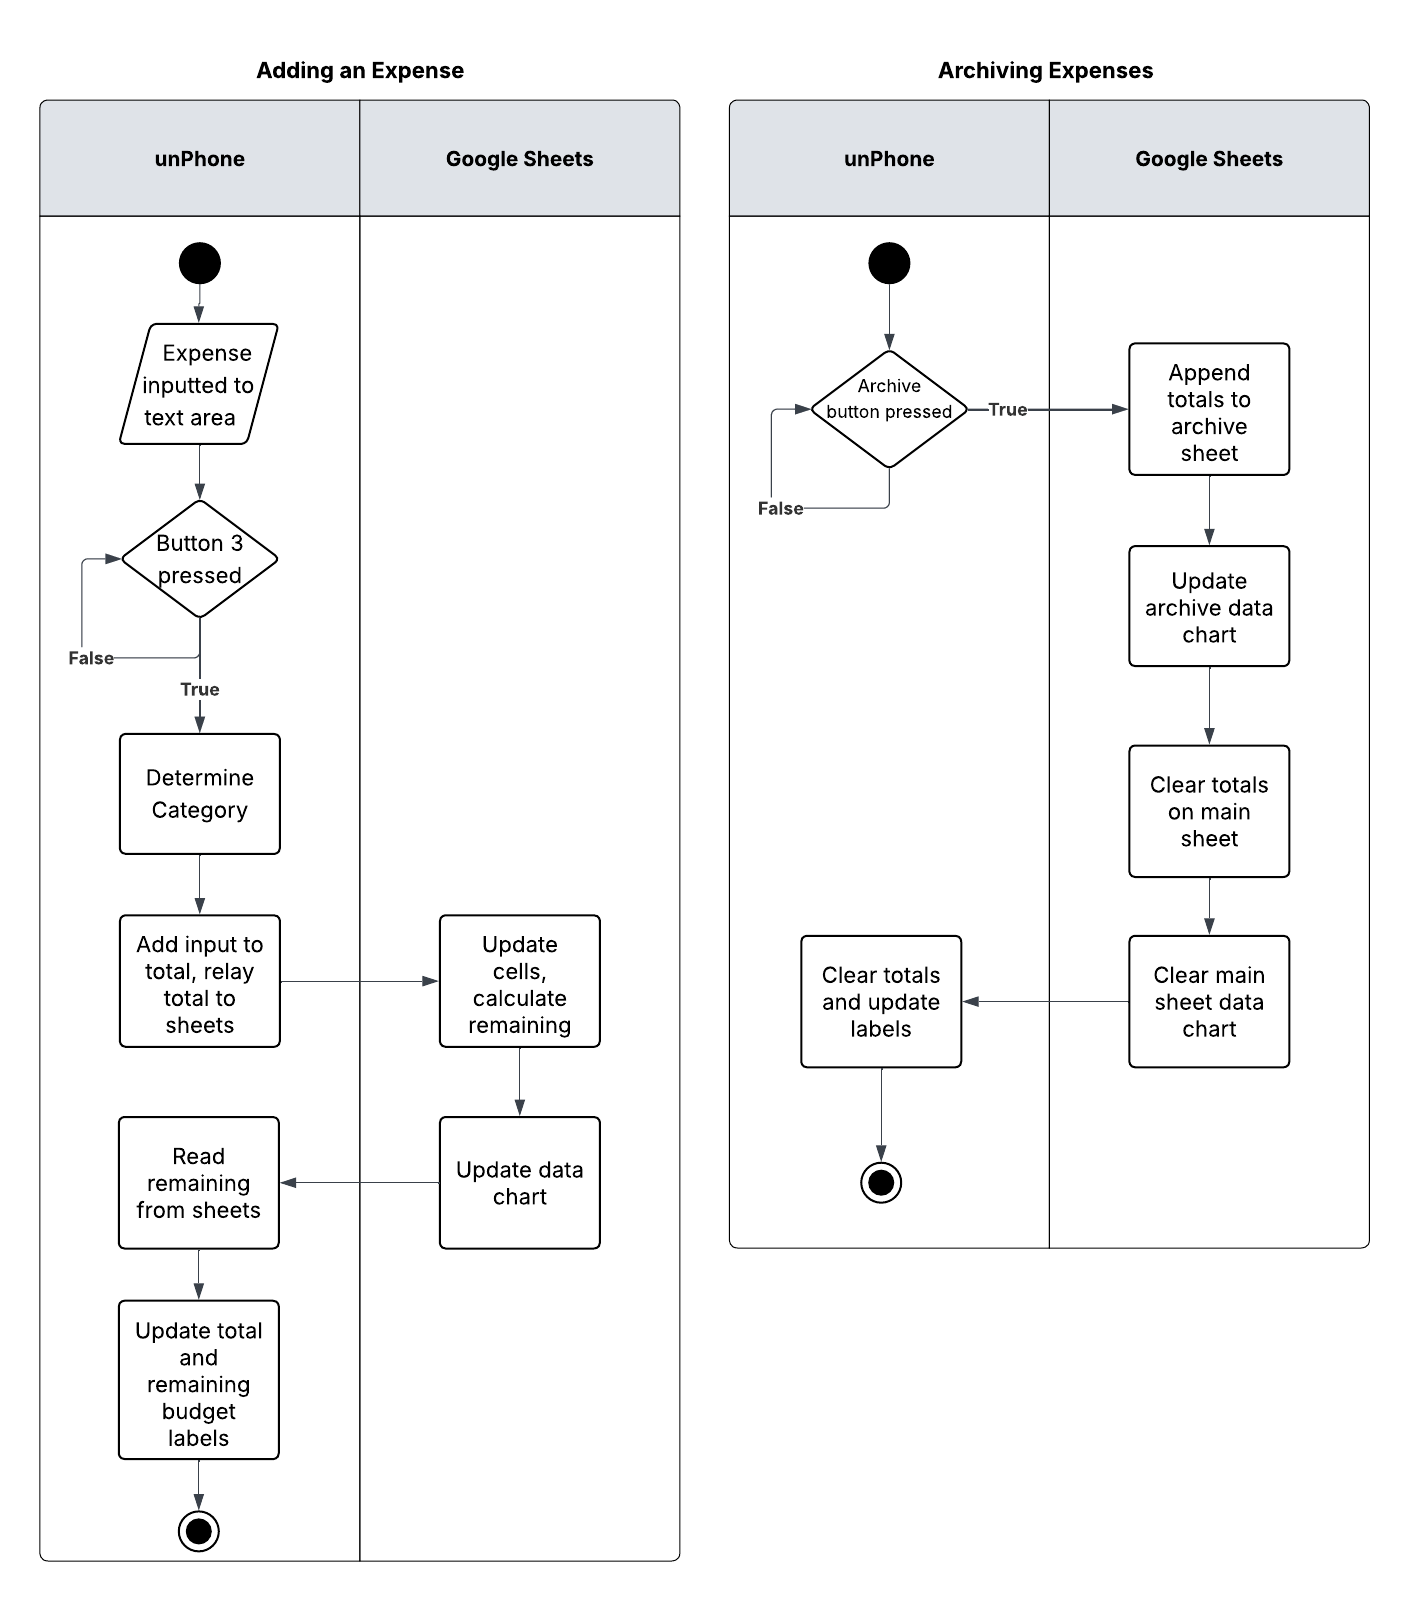 Adding an Expense
unPhone
Google Sheets
Expense
inputted to
text area
Button 3
pressed
False
True
Determine
Category
Add input to
total, relay
total to
sheets
Update
cells,
calculate
remaining
Update data
chart
Read
remaining
from sheets
Update total
and
remaining
budget
labels
Archiving Expenses
unPhone
Google Sheets
Archive
button pressed
False
True
Append
totals to
archive
sheet
Update
archive data
chart
Clear totals
on main
sheet
Clear main
sheet data
chart
Clear totals
and update
labels